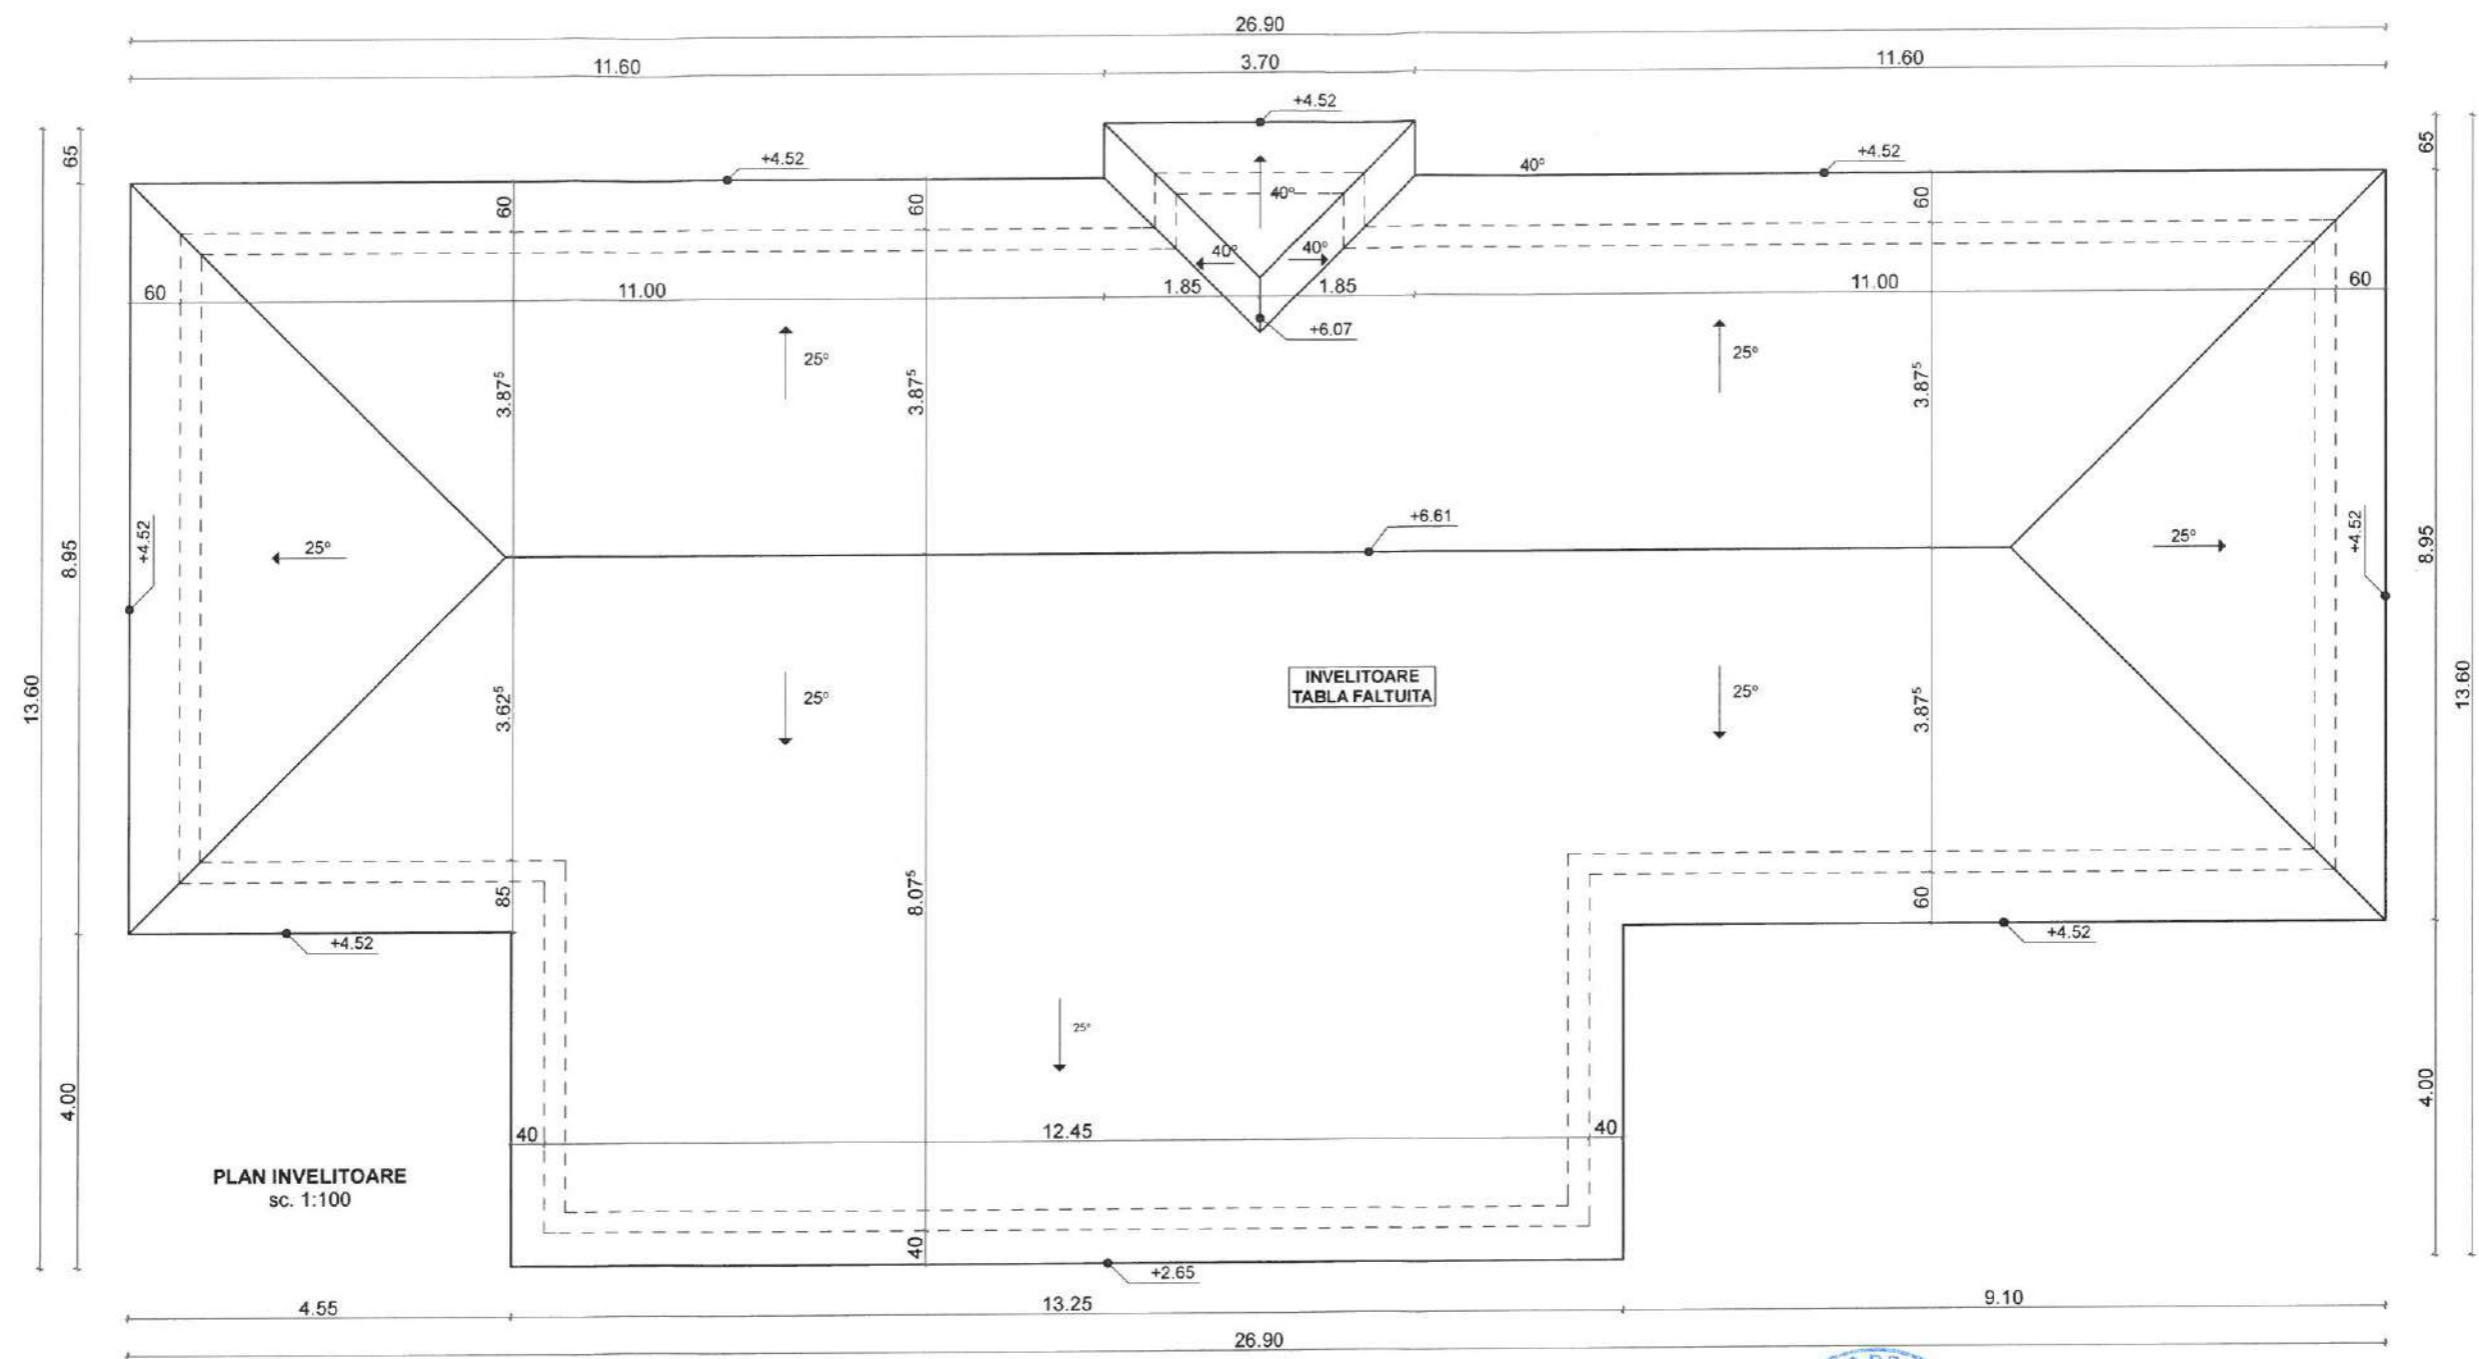 26.90
11.60 3.70 11.60
+4.52
65 +4.52 40° +4.52 65
60 60 40° 60
40° 40°
60 11.00 1.85 1.85 11.00 60
+6.07
25° 25°
3.87⁵ 3.87⁵ 3.87⁵
+6.61
+4.52 25° 25° +4.52
8.95 8.95
13.60 3.62⁵ 25° INVELITOARE 25° 3.87⁵ 13.60
TABLA FALTUITA
85 8.07⁵ 60
+4.52 +4.52
25°
4.00 4.00
40 12.45 40
PLAN INVELITOARE
sc. 1:100
40
+2.65
4.55 13.25 9.10
26.90